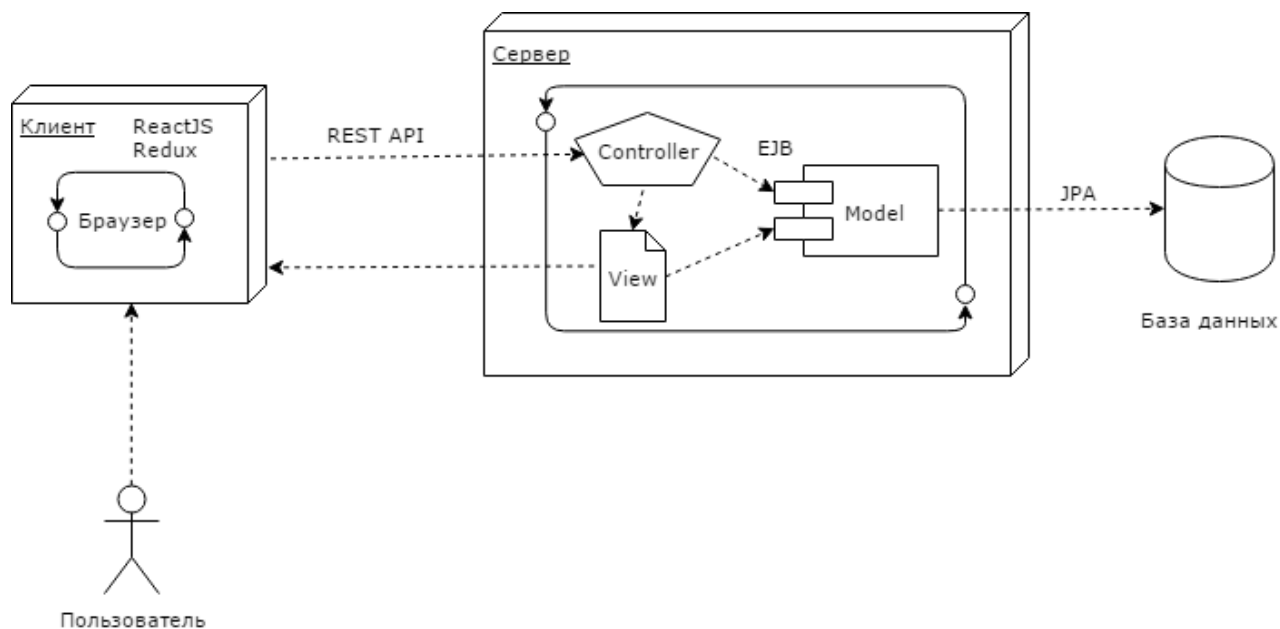 Сервер
Клиент
ReactJS
Redux
Браузер
REST API
Controller
EJB
Model
View
JPA
База данных
Пользователь